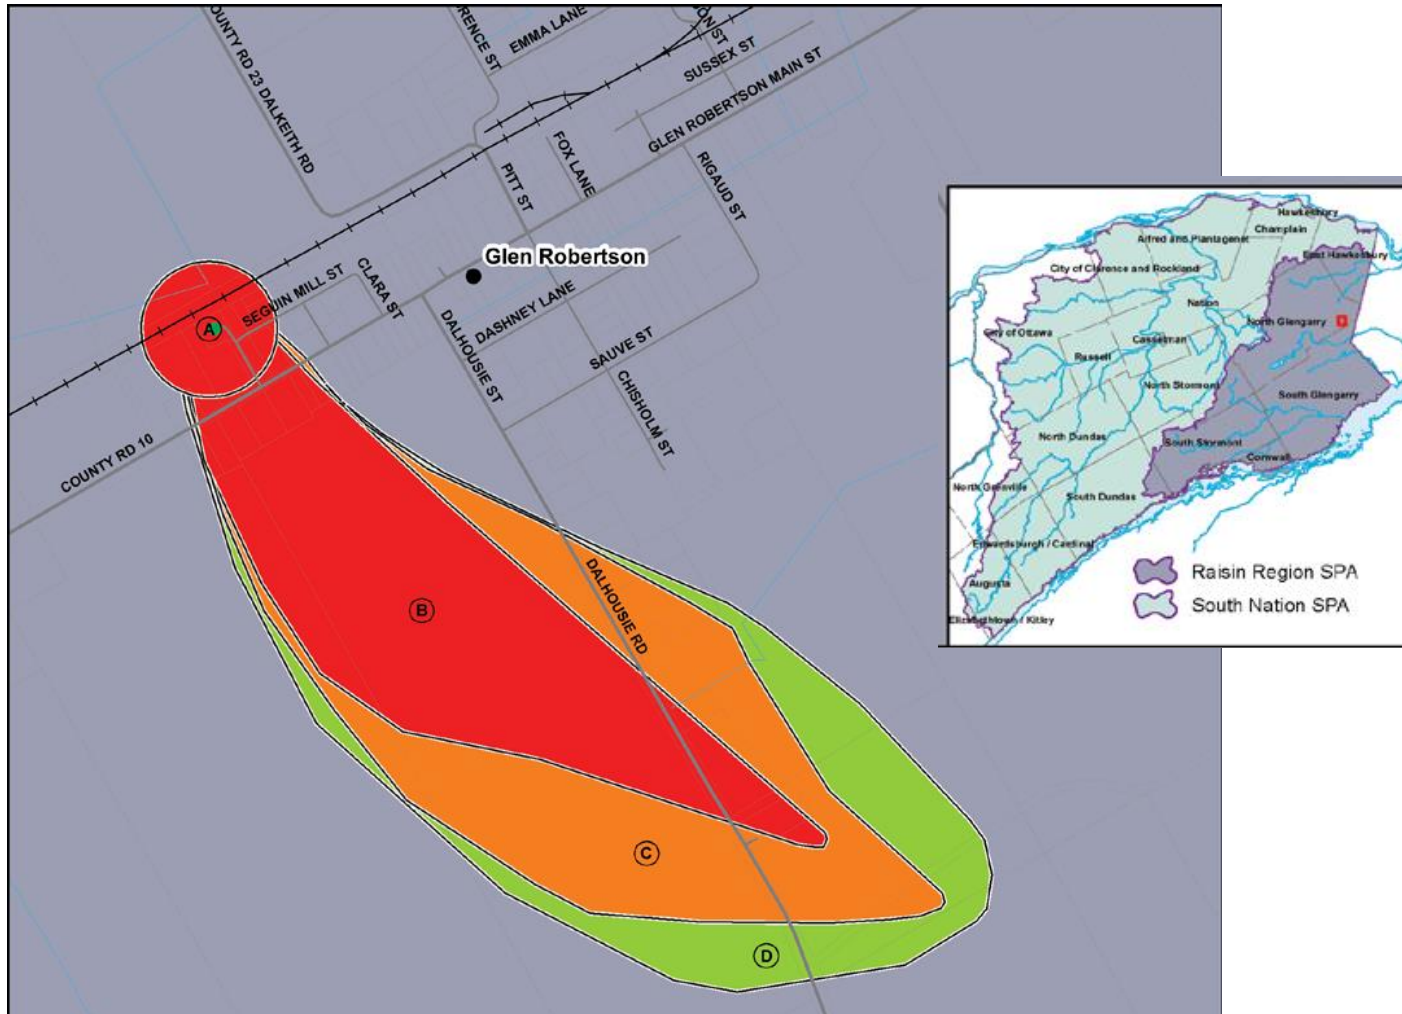 COUNTY RD 23 DALKEITH RD
EMMA LANE
SUSSEX ST
GLEN ROBERTSON MAIN ST
FOX LANE
PITT ST
RIGAUD ST
Glen Robertson
SEGUIN MILL ST
CLARA ST
DASHNEY LANE
DALHOUSIE ST
SAUVE ST
CHISHOLM ST
COUNTY RD 10
DALHOUSIE RD
A
B
C
D
Hawkesbury
Champlain
Alfred and Plantagenet
East Hawkesbury
City of Clarence and Rockland
Nation
North Glengarry
City of Ottawa
Casselman
Russell
North Stormont
South Glengarry
North Dundas
South Stormont
Cornwall
North Grenville
South Dundas
Edwardsburgh / Cardinal
Augusta
Elizabethtown / Kitley
Raisin Region SPA
South Nation SPA